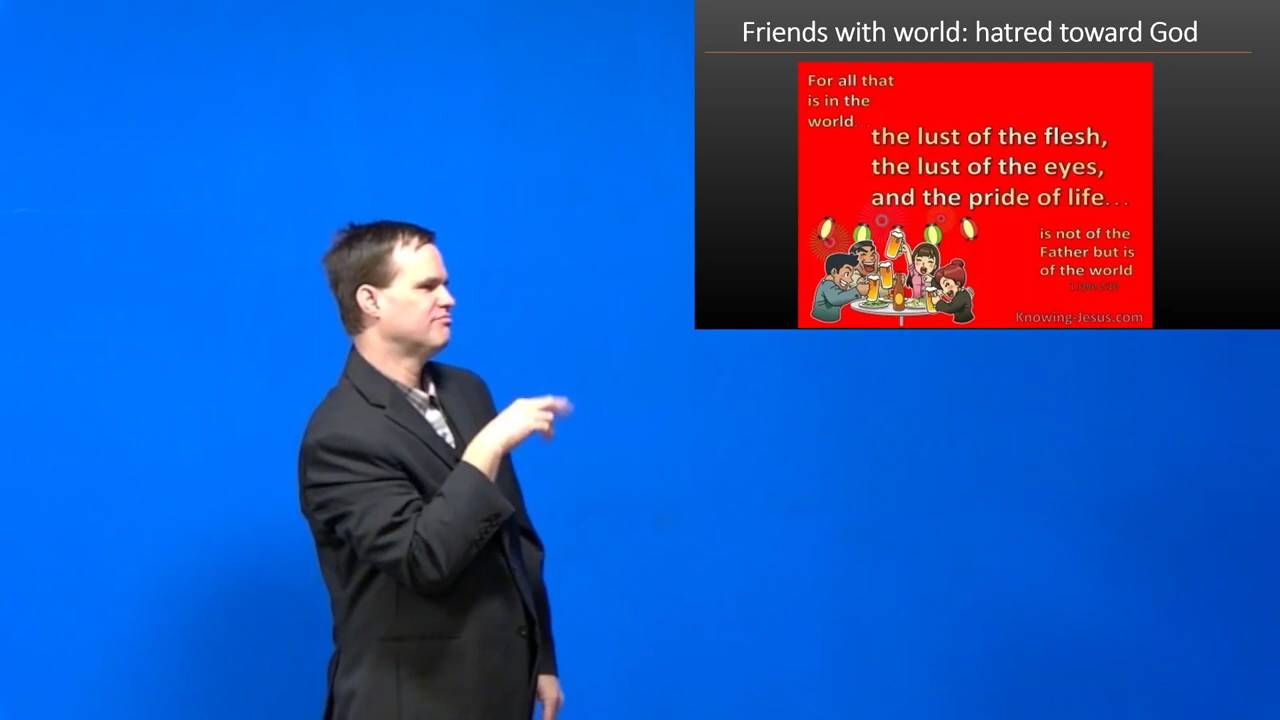 Friends with world: hatred toward God
For all that
is in the
world...
the lust of the flesh,
the lust of the eyes,
and the pride of life...
is not of the
Father but is
of the world
Knowing-Jesus.com